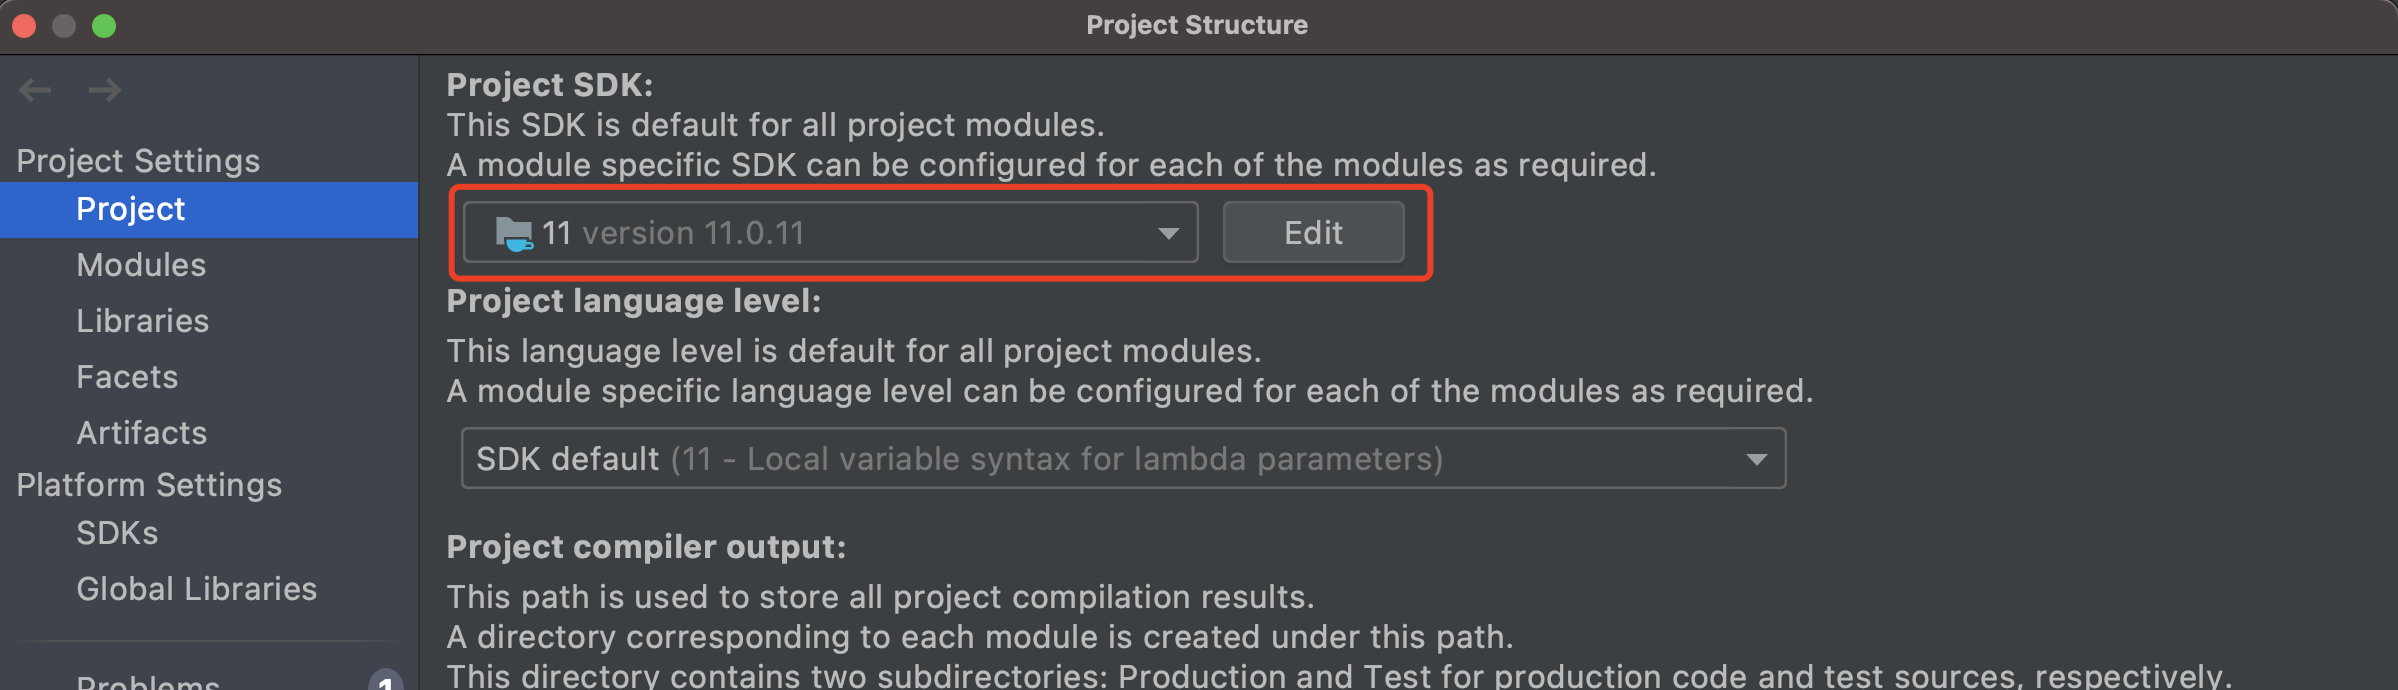 Project Structure
Project Settings
Project
Modules
Libraries
Facets
Artifacts
Platform Settings
SDKs
Global Libraries
Problems
1
Project SDK:
This SDK is default for all project modules.
A module specific SDK can be configured for each of the modules as required.
11 version 11.0.11
Edit
Project language level:
This language level is default for all project modules.
A module specific language level can be configured for each of the modules as required.
SDK default (11 - Local variable syntax for lambda parameters)
Project compiler output:
This path is used to store all project compilation results.
A directory corresponding to each module is created under this path.
This directory contains two subdirectories: Production and Test for production code and test sources, respectively.